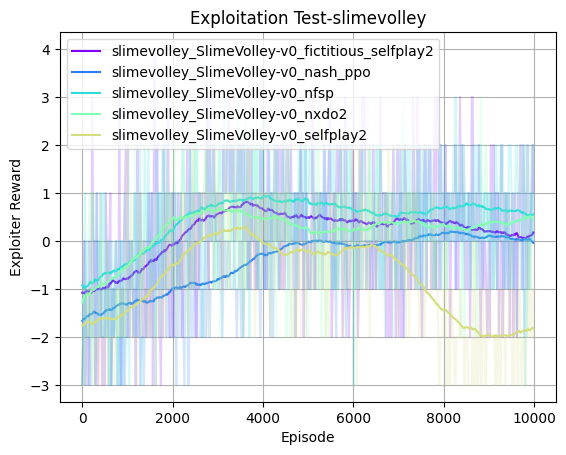 Exploitation Test-slimevolley
slimevolley_SlimeVolley-v0_fictitious_selfplay2
slimevolley_SlimeVolley-v0_nash_ppo
slimevolley_SlimeVolley-v0_nfsp
slimevolley_SlimeVolley-v0_nxdo2
slimevolley_SlimeVolley-v0_selfplay2
Exploiter Reward
4
3
2
1
0
−1
−2
−3
0 2000 4000 6000 8000 10000
Episode